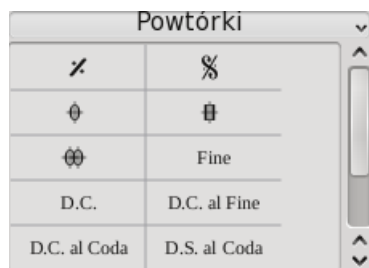 Powtórki
Fine
D.C.
D.C. al Fine
D.C. al Coda
D.S. al Coda